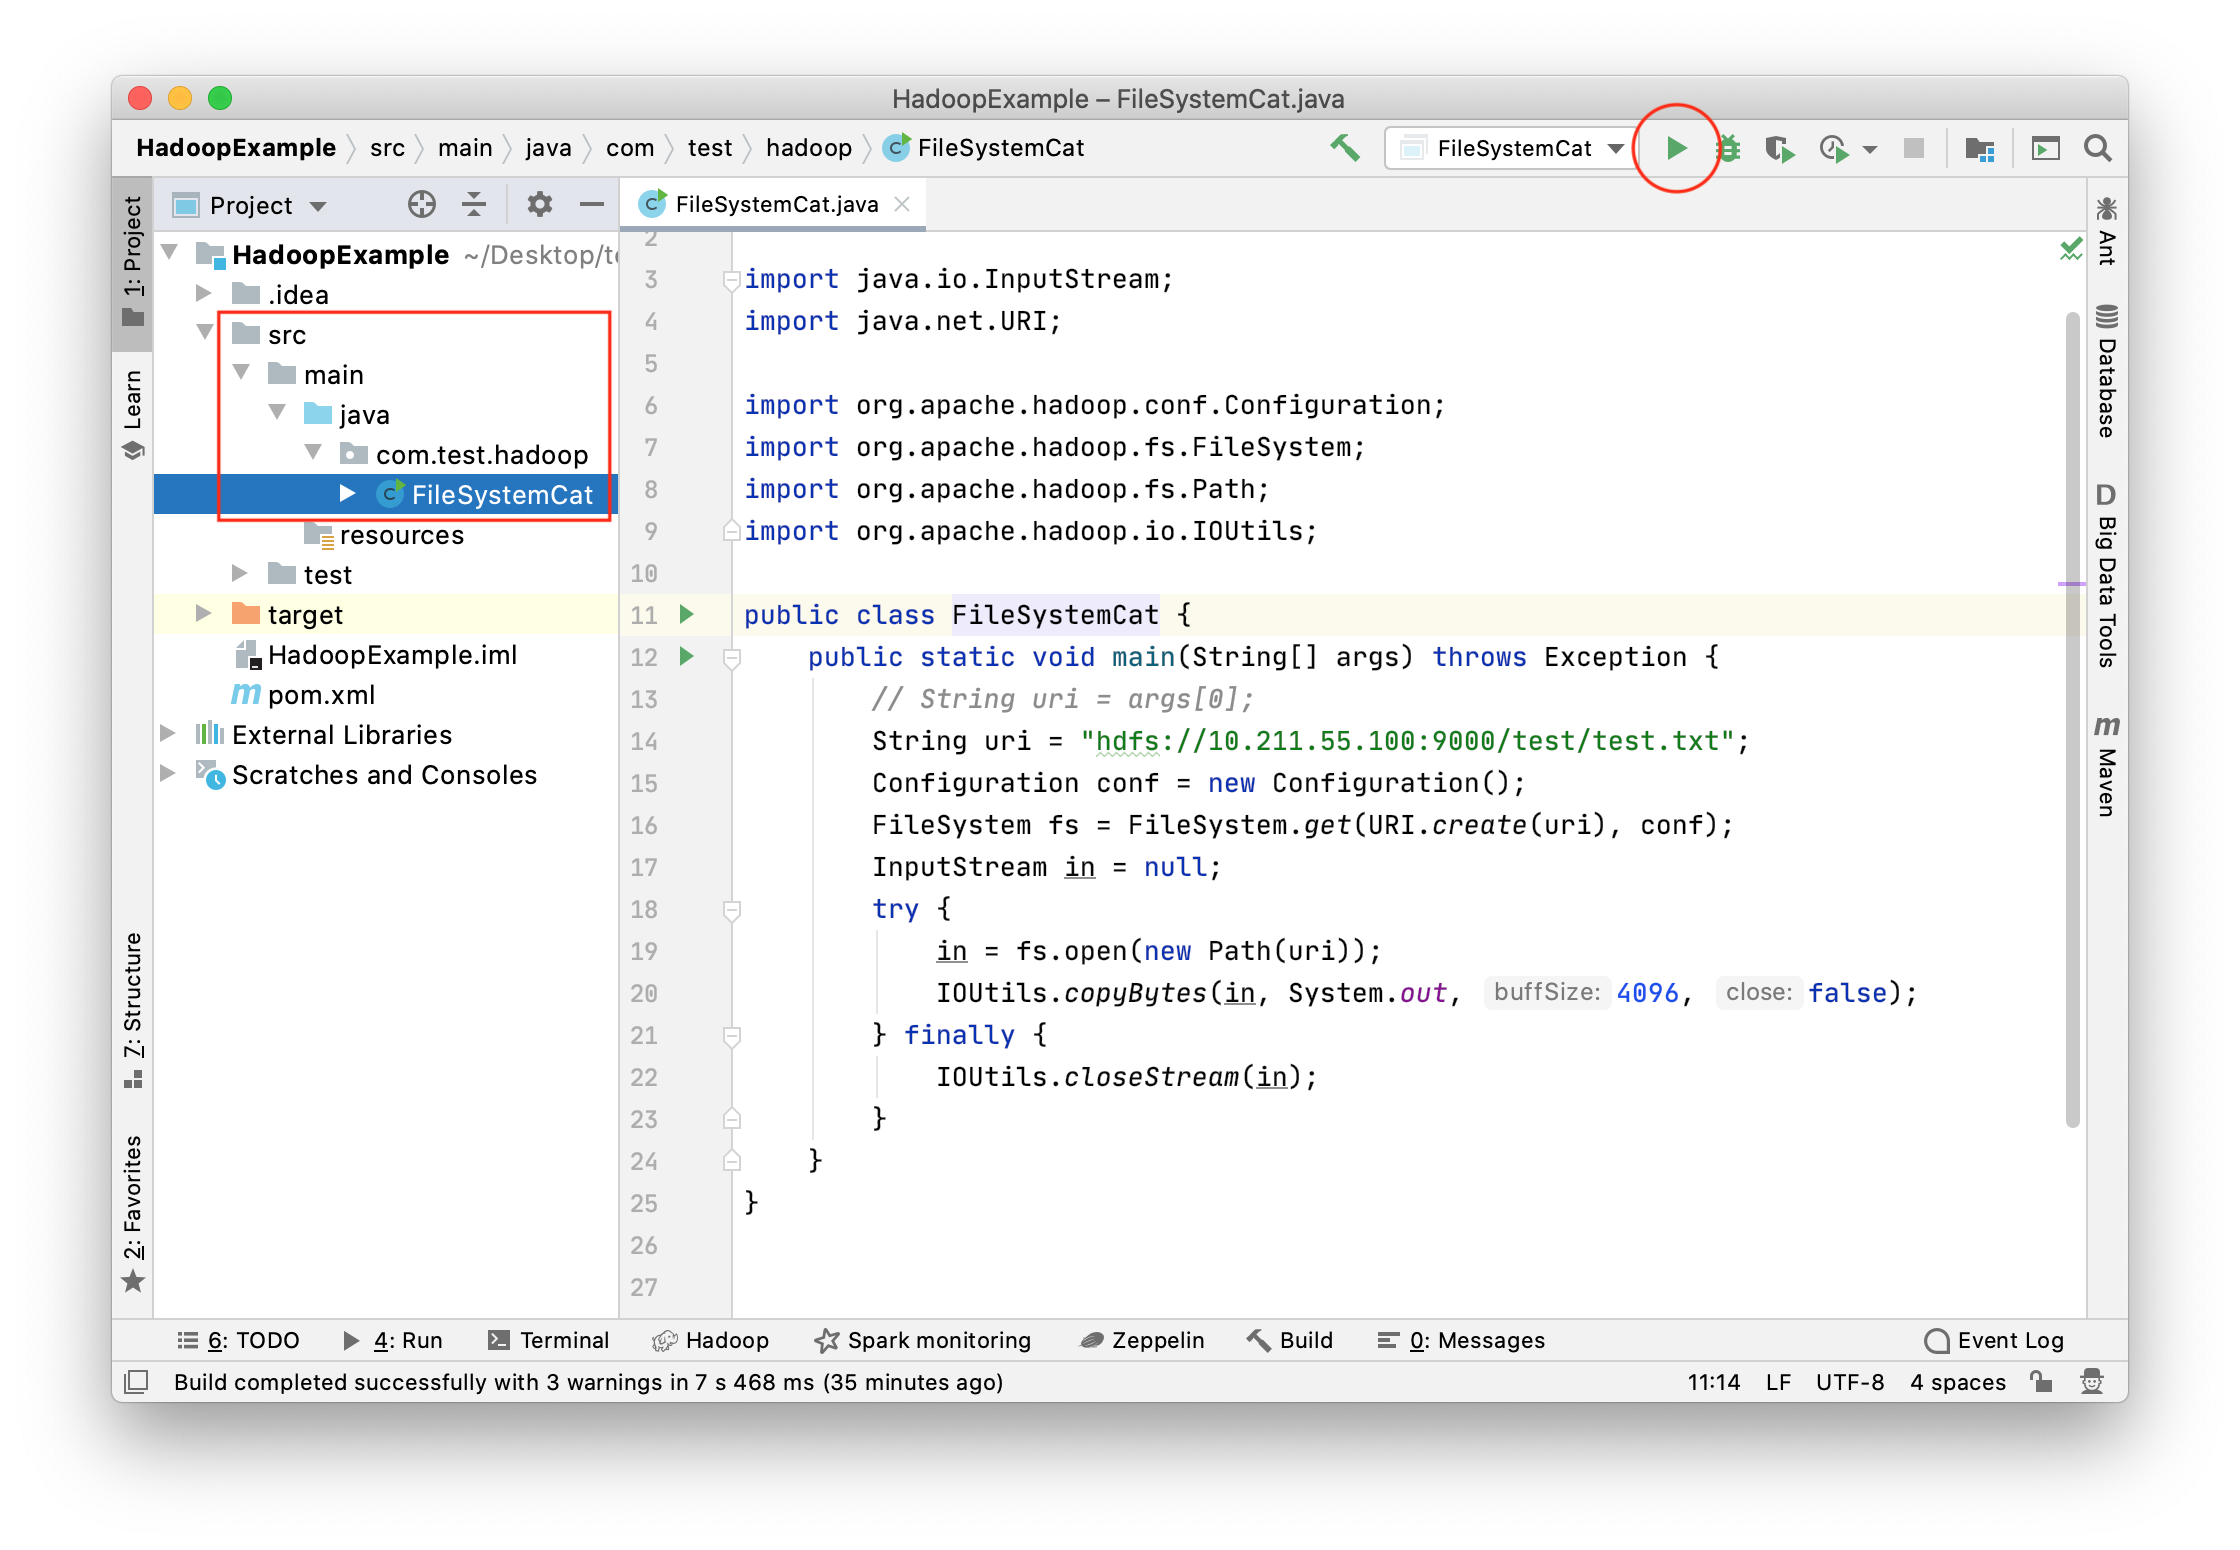 HadoopExample – FileSystemCat.java
HadoopExample src main java com test hadoop FileSystemCat
FileSystemCat
1: Project
Learn
7: Structure
2: Favorites
Project
HadoopExample ~/Desktop/t
.idea
src
main
java
com.test.hadoop
FileSystemCat
resources
test
target
HadoopExample.iml
pom.xml
External Libraries
Scratches and Consoles
FileSystemCat.java
2
3 import java.io.InputStream;
4 import java.net.URI;
5
6 import org.apache.hadoop.conf.Configuration;
7 import org.apache.hadoop.fs.FileSystem;
8 import org.apache.hadoop.fs.Path;
9 import org.apache.hadoop.io.IOUtils;
10
11 public class FileSystemCat {
12 public static void main(String[] args) throws Exception {
13 // String uri = args[0];
14 String uri = "hdfs://10.211.55.100:9000/test/test.txt";
15 Configuration conf = new Configuration();
16 FileSystem fs = FileSystem.get(URI.create(uri), conf);
17 InputStream in = null;
18 try {
19 in = fs.open(new Path(uri));
20 IOUtils.copyBytes(in, System.out, buffSize: 4096, close: false);
21 } finally {
22 IOUtils.closeStream(in);
23 }
24 }
25 }
26
27
Ant
Database
D Big Data Tools
m Maven
6: TODO 4: Run Terminal Hadoop Spark monitoring Zeppelin Build 0: Messages Event Log
Build completed successfully with 3 warnings in 7 s 468 ms (35 minutes ago) 11:14 LF UTF-8 4 spaces